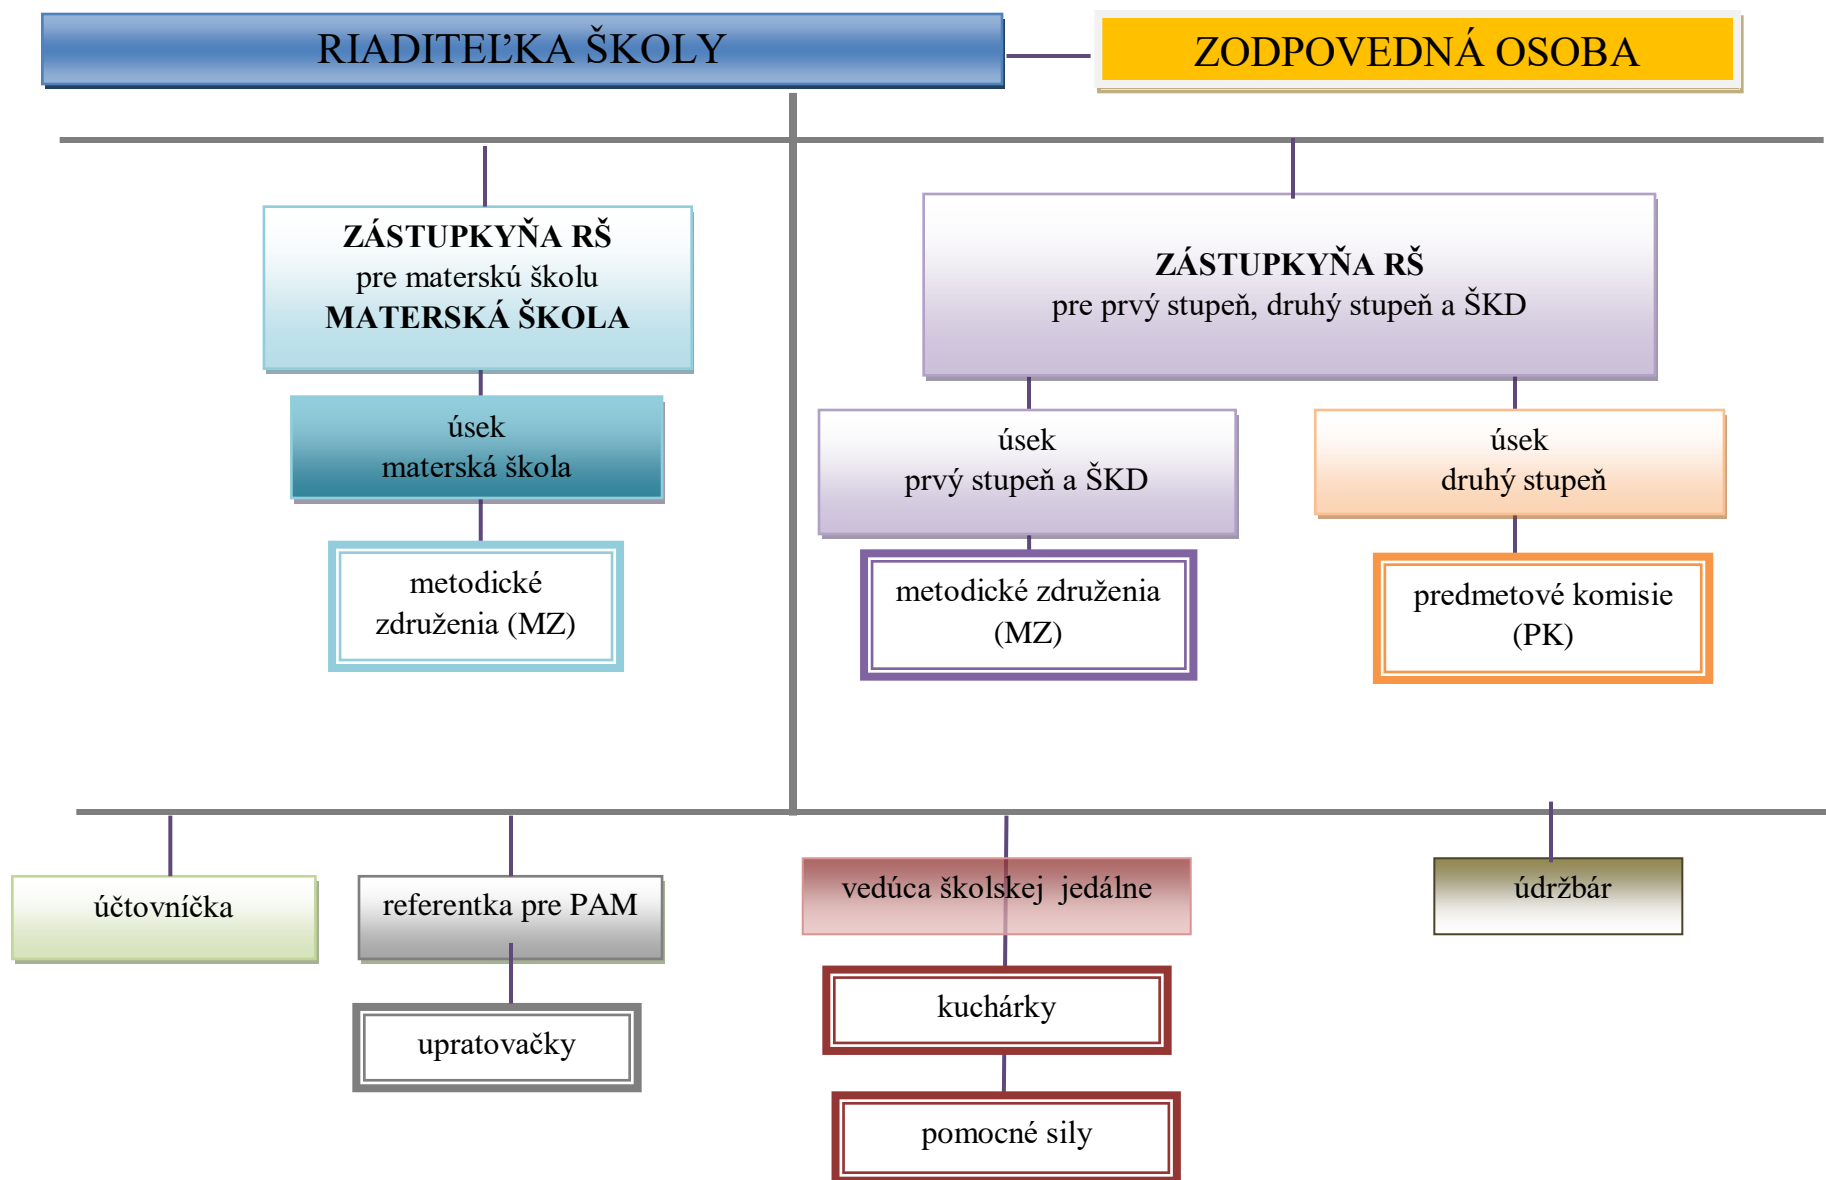 RIADITEĽKA ŠKOLY
ZODPOVEDNÁ OSOBA
ZÁSTUPKYŇA RŠ
pre materskú školu
MATERSKÁ ŠKOLA
ZÁSTUPKYŇA RŠ
pre prvý stupeň, druhý stupeň a ŠKD
úsek
materská škola
úsek
prvý stupeň a ŠKD
úsek
druhý stupeň
metodické
združenia (MZ)
metodické združenia
(MZ)
predmetové komisie
(PK)
účtovníčka
referentka pre PAM
vedúca školskej jedálne
údržbár
upratovačky
kuchárky
pomocné sily